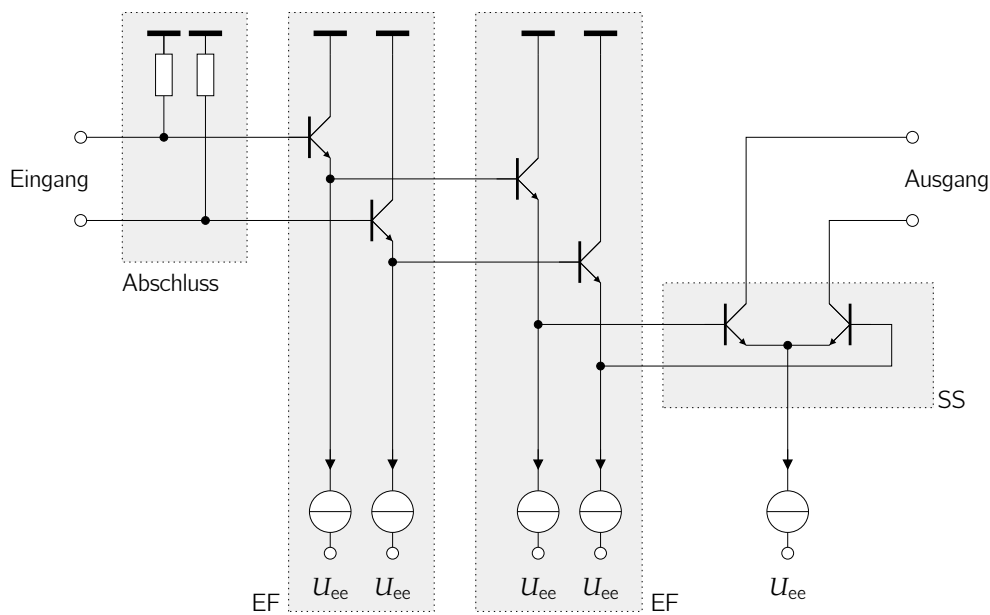 Eingang
Ausgang
Abschluss
SS
U_ee U_ee U_ee U_ee U_ee
EF
EF